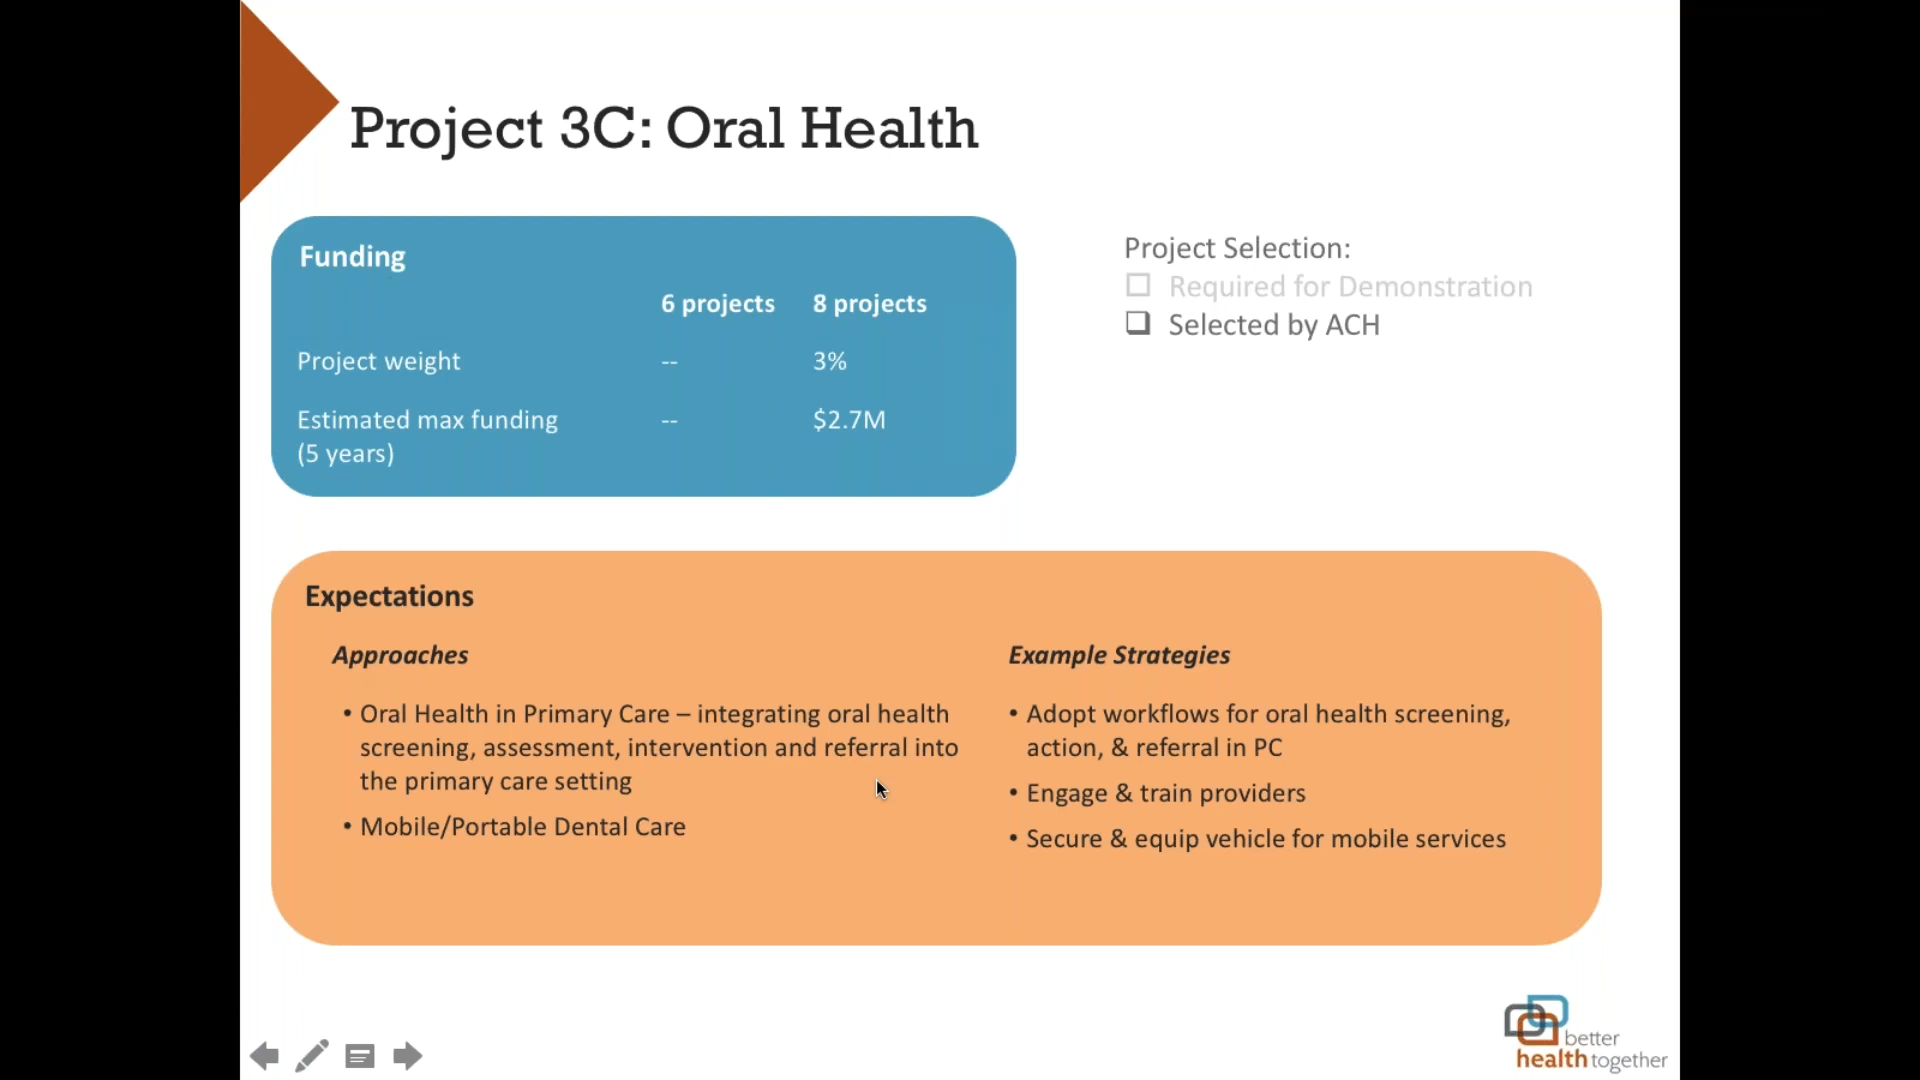 Project 3C: Oral Health
Funding
6 projects 8 projects
Project weight -- 3%
Estimated max funding -- $2.7M
(5 years)
Project Selection:
Required for Demonstration
Selected by ACH
Expectations
Approaches
• Oral Health in Primary Care – integrating oral health
screening, assessment, intervention and referral into
the primary care setting
• Mobile/Portable Dental Care
Example Strategies
• Adopt workflows for oral health screening,
action, & referral in PC
• Engage & train providers
• Secure & equip vehicle for mobile services
better
healthtogether